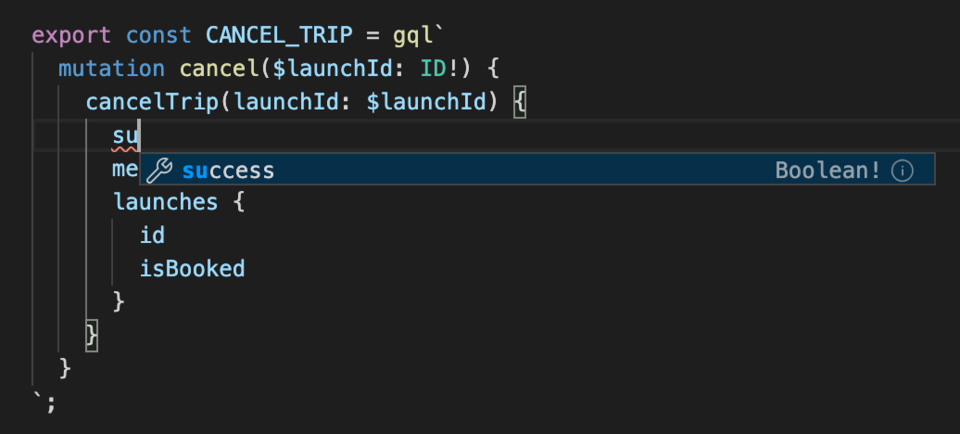 export const CANCEL_TRIP = gql`
mutation cancel($launchId: ID!) {
cancelTrip(launchId: $launchId) {
su
me
success Boolean!
launches {
id
isBooked
}
}
}
`;